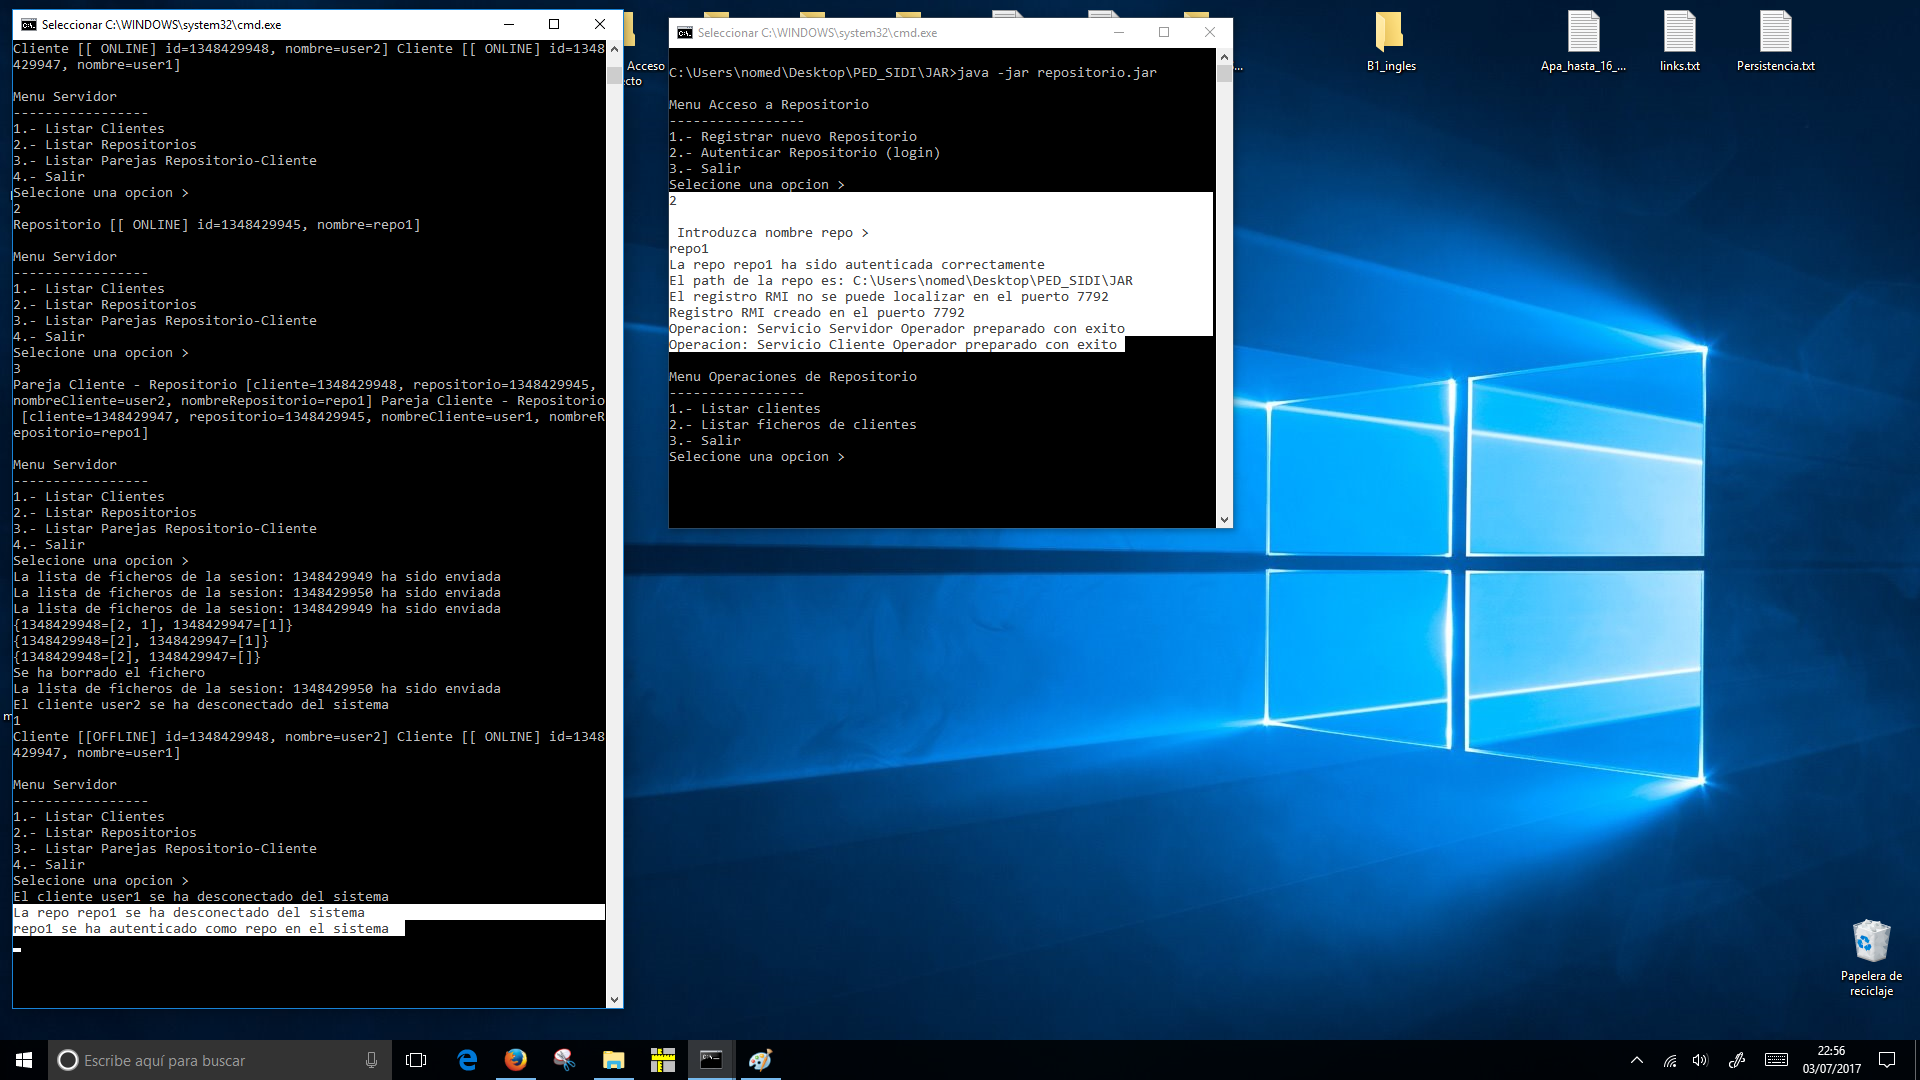 Seleccionar C:\WINDOWS\system32\cmd.exe
Cliente [[ ONLINE] id=1348429948, nombre=user2] Cliente [[ ONLINE] id=1348
429947, nombre=user1]
Menu Servidor
-----------------
1.- Listar Clientes
2.- Listar Repositorios
3.- Listar Parejas Repositorio-Cliente
4.- Salir
Selecione una opcion >
2
Repositorio [[ ONLINE] id=1348429945, nombre=repo1]
Menu Servidor
-----------------
1.- Listar Clientes
2.- Listar Repositorios
3.- Listar Parejas Repositorio-Cliente
4.- Salir
Selecione una opcion >
3
Pareja Cliente - Repositorio [cliente=1348429948, repositorio=1348429945,
nombreCliente=user2, nombreRepositorio=repo1] Pareja Cliente - Repositorio
[cliente=1348429947, repositorio=1348429945, nombreCliente=user1, nombreR
epositorio=repo1]
Menu Servidor
-----------------
1.- Listar Clientes
2.- Listar Repositorios
3.- Listar Parejas Repositorio-Cliente
4.- Salir
Selecione una opcion >
La lista de ficheros de la sesion: 1348429949 ha sido enviada
La lista de ficheros de la sesion: 1348429950 ha sido enviada
La lista de ficheros de la sesion: 1348429949 ha sido enviada
{1348429948=[2, 1], 1348429947=[1]}
{1348429948=[2], 1348429947=[1]}
{1348429948=[2], 1348429947=[]}
Se ha borrado el fichero
La lista de ficheros de la sesion: 1348429950 ha sido enviada
El cliente user2 se ha desconectado del sistema
1
Cliente [[OFFLINE] id=1348429948, nombre=user2] Cliente [[ ONLINE] id=1348
429947, nombre=user1]
Menu Servidor
-----------------
1.- Listar Clientes
2.- Listar Repositorios
3.- Listar Parejas Repositorio-Cliente
4.- Salir
Selecione una opcion >
El cliente user1 se ha desconectado del sistema
La repo repo1 se ha desconectado del sistema
repo1 se ha autenticado como repo en el sistema
Acceso
ecto
Seleccionar C:\WINDOWS\system32\cmd.exe
C:\Users\nomed\Desktop\PED_SIDI\JAR>java -jar repositorio.jar
Menu Acceso a Repositorio
-----------------
1.- Registrar nuevo Repositorio
2.- Autenticar Repositorio (login)
3.- Salir
Selecione una opcion >
2
Introduzca nombre repo >
repo1
La repo repo1 ha sido autenticada correctamente
El path de la repo es: C:\Users\nomed\Desktop\PED_SIDI\JAR
El registro RMI no se puede localizar en el puerto 7792
Registro RMI creado en el puerto 7792
Operacion: Servicio Servidor Operador preparado con exito
Operacion: Servicio Cliente Operador preparado con exito
Menu Operaciones de Repositorio
-----------------
1.- Listar clientes
2.- Listar ficheros de clientes
3.- Salir
Selecione una opcion >
B1_ingles
Apa_hasta_16_...
links.txt
Persistencia.txt
Papelera de
reciclaje
Escribe aquí para buscar
22:56
03/07/2017